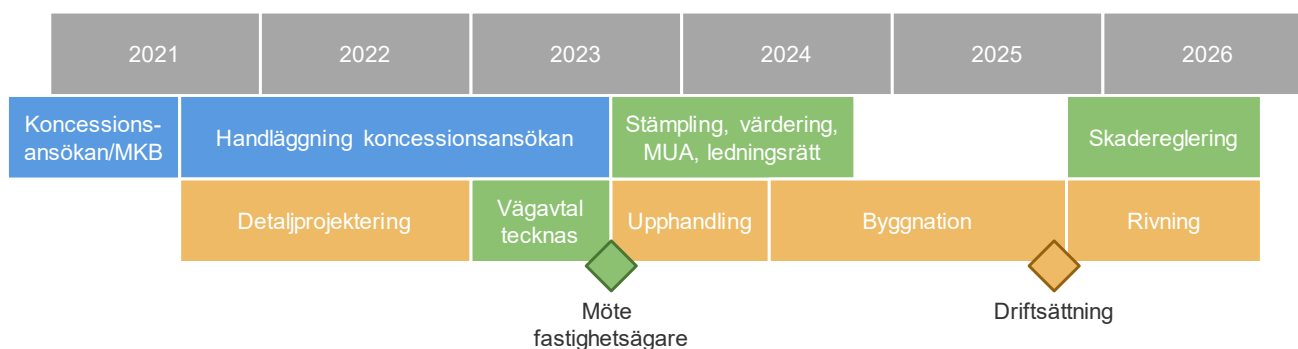 2021
2022
2023
2024
2025
2026
Koncessions-
ansökan/MKB
Handläggning koncessionsansökan
Stämpling, värdering,
MUA, ledningsrätt
Skadereglering
Detaljprojektering
Vägavtal
tecknas
Upphandling
Byggnation
Rivning
Möte
fastighetsägare
Driftsättning